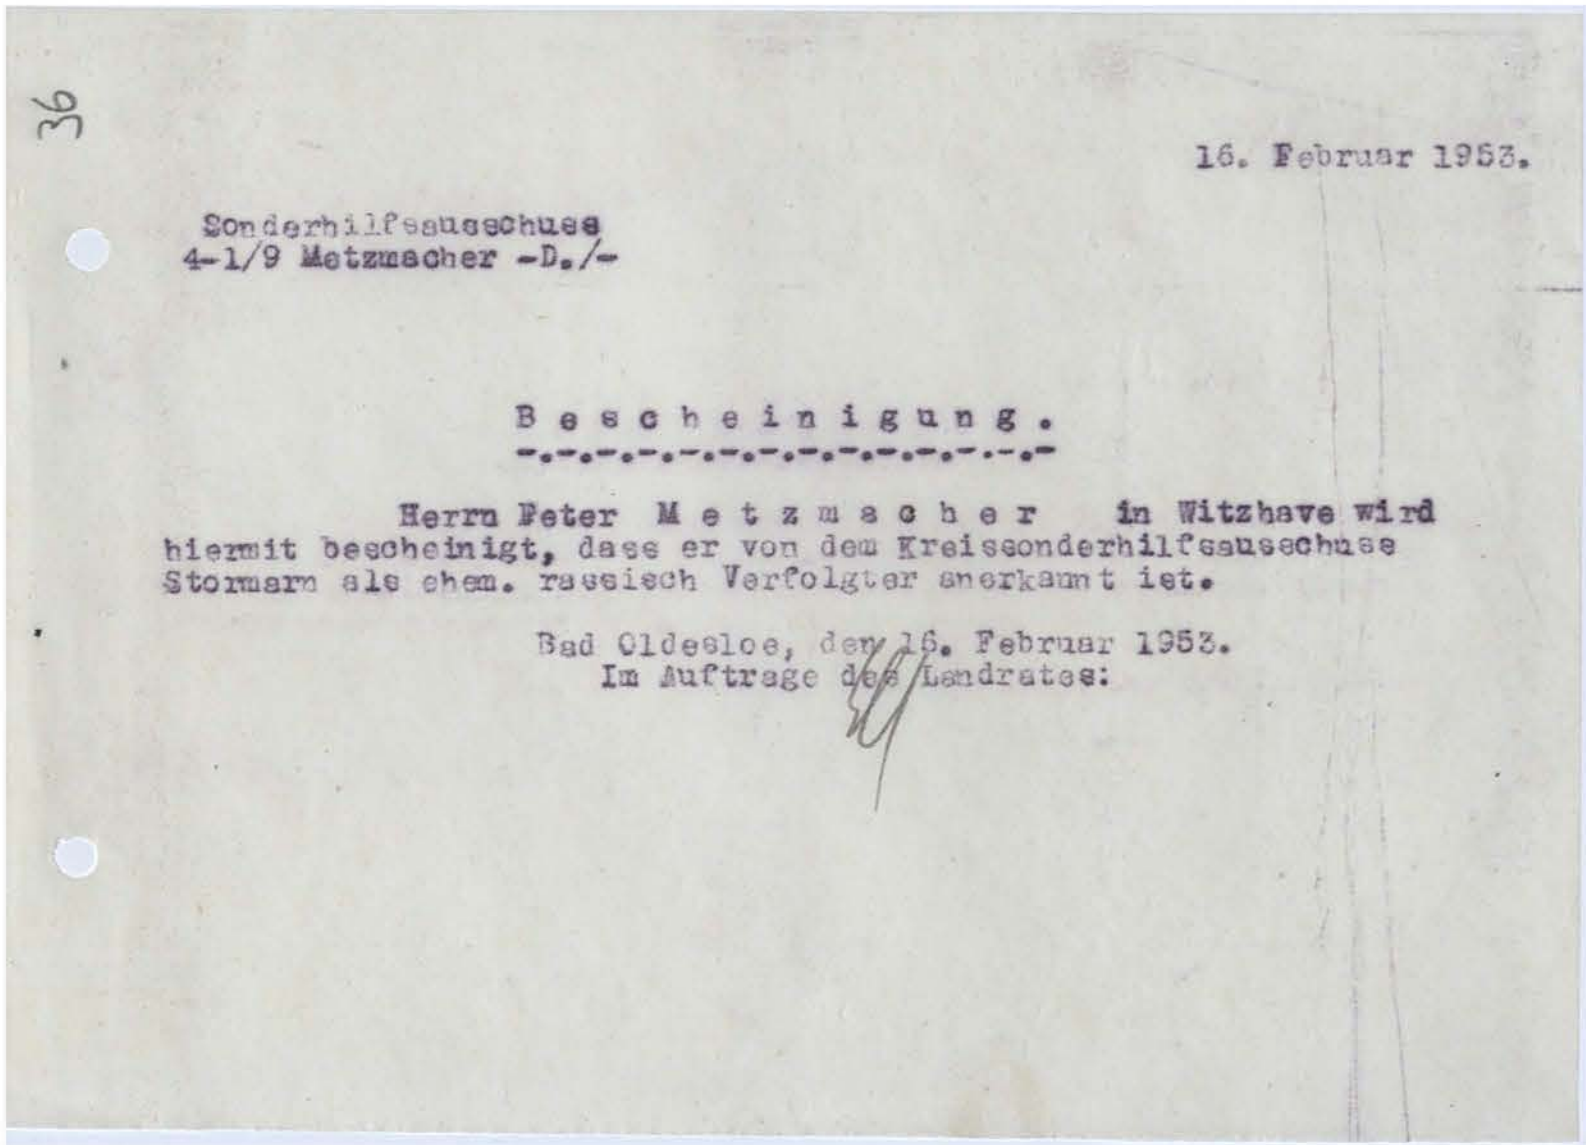 36
16. Februar 1953.
Sonderhilfsausschuss
4-1/9 Metzmacher -D./-
B e s c h e i n i g u n g .
-.-.-.-.-.-.-.-.-.-.-.-.-.-
Herrn Peter M e t z m a c h e r in Witzhave wird
hiermit bescheinigt, dass er von dem Kreissonderhilfsausschuss
Stormarn als ehem. rassisch Verfolgter anerkannt ist.
Bad Oldesloe, den 16. Februar 1953.
Im Auftrage des Landrates: